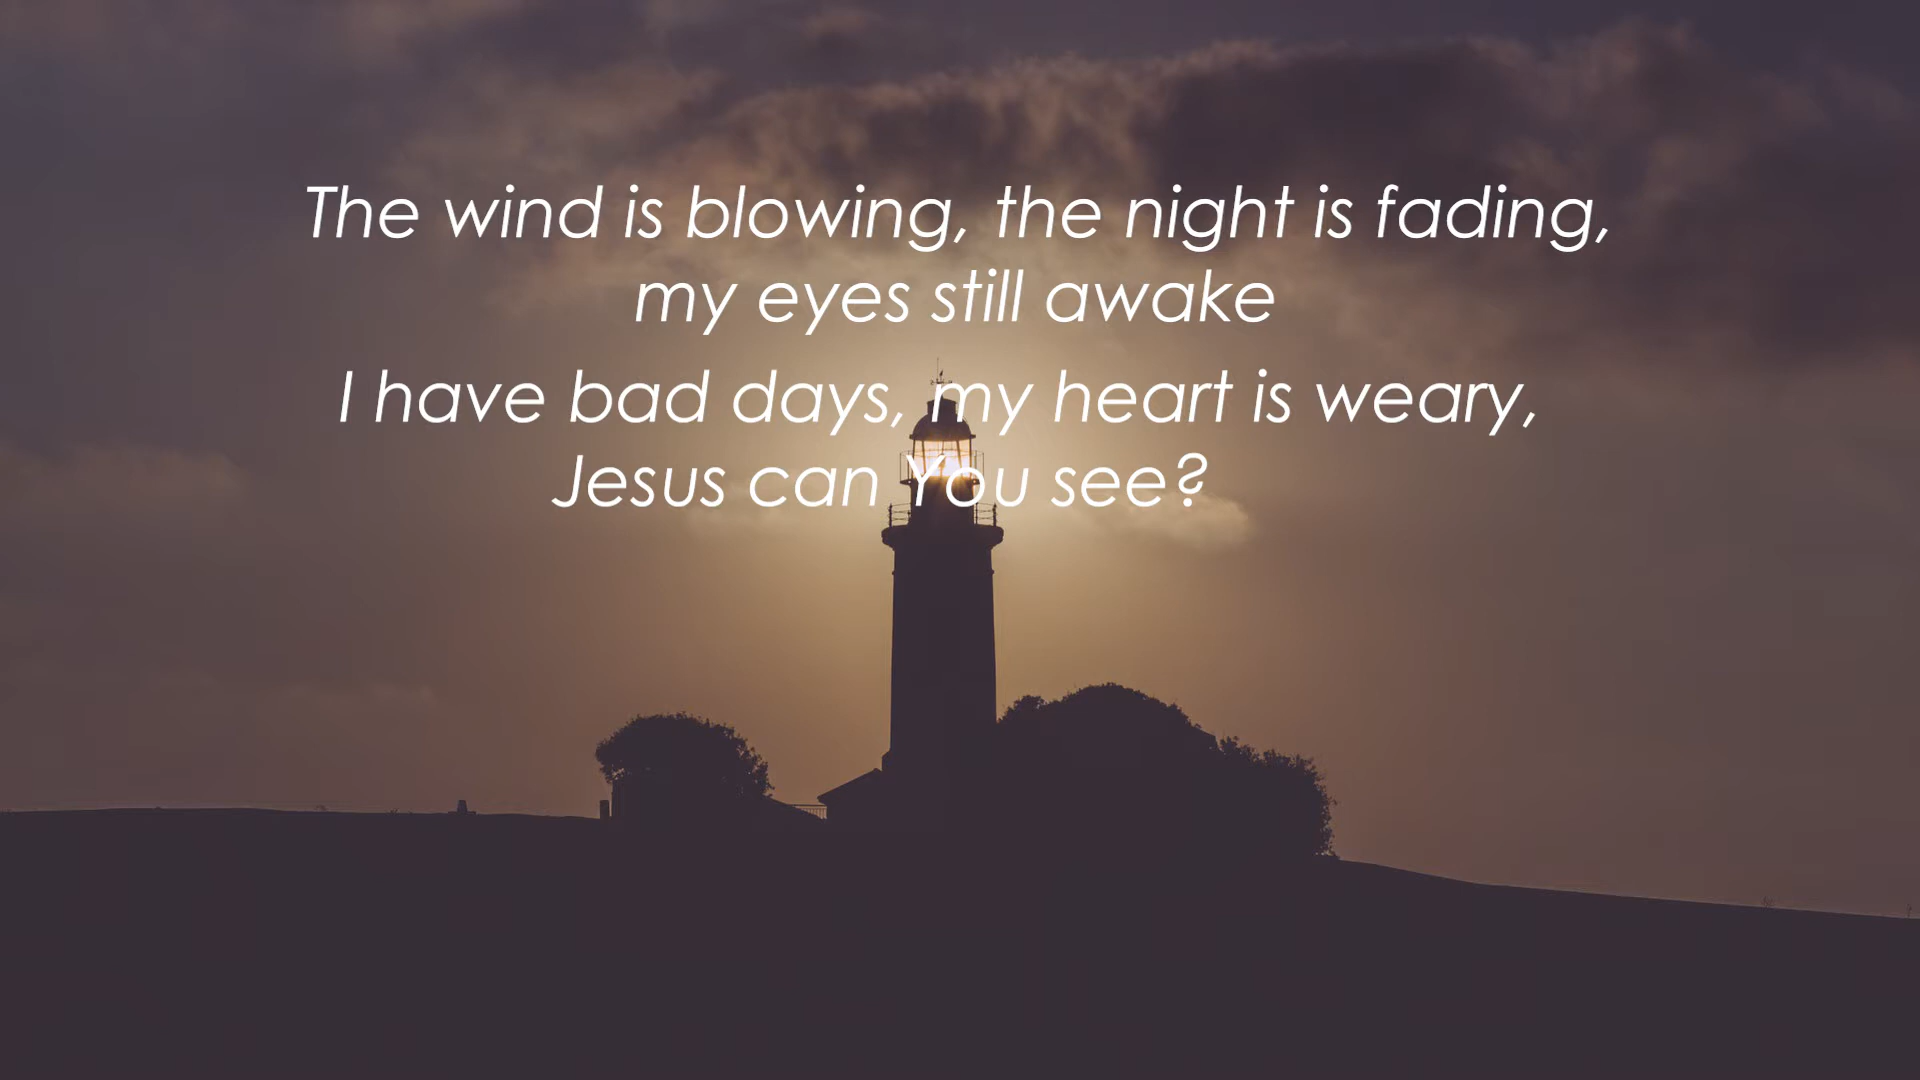 The wind is blowing, the night is fading,
my eyes still awake
I have bad days, my heart is weary,
Jesus can You see?